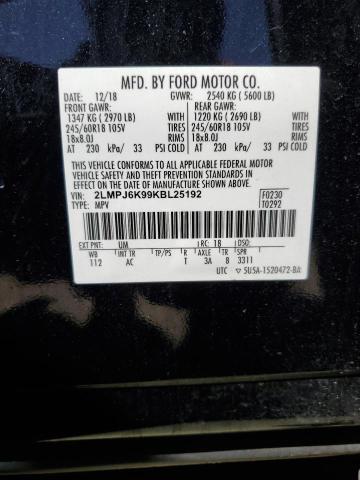 MFD. BY FORD MOTOR CO.
DATE: 12/18 GVWR: 2540 KG ( 5600 LB)
FRONT GAWR: REAR GAWR:
1347 KG ( 2970 LB) WITH 1220 KG ( 2690 LB) WITH
245/60R18 105V TIRES 245/60R18 105V TIRES
18x8.0J RIMS 18x8.0J RIMS
AT 230 kPa/ 33 PSI COLD AT 230 kPa/ 33 PSI COLD
THIS VEHICLE CONFORMS TO ALL APPLICABLE FEDERAL MOTOR
VEHICLE SAFETY AND THEFT PREVENTION STANDARDS IN EFFECT
ON THE DATE OF MANUFACTURE SHOWN ABOVE.
VIN: 2LMPJ6K99KBL25192 F0230
TYPE: MPV T0292
EXT PNT: UM RC: 18 DSO:
WB INT TR TP/PS R AXLE TR SPR
112 AC T 3A 8 3311
UTC 5U5A-1520472-BA